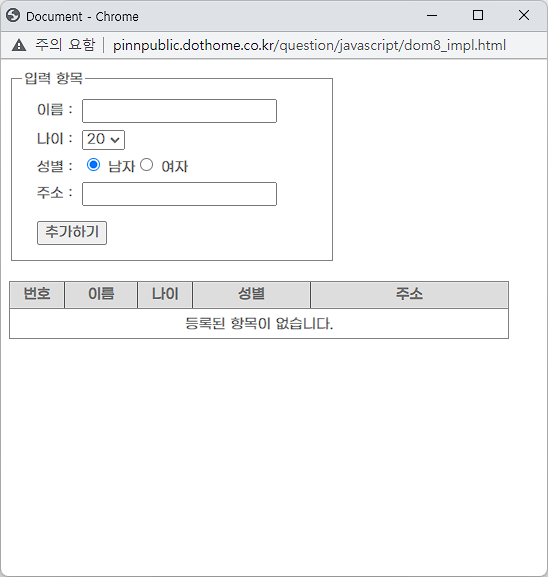 Document - Chrome
주의 요함 | pinnpublic.dothome.co.kr/question/javascript/dom8_impl.html
입력 항목
이름 :
나이 : 20
성별 : 남자 여자
주소 :
추가하기
번호 이름 나이 성별 주소
등록된 항목이 없습니다.